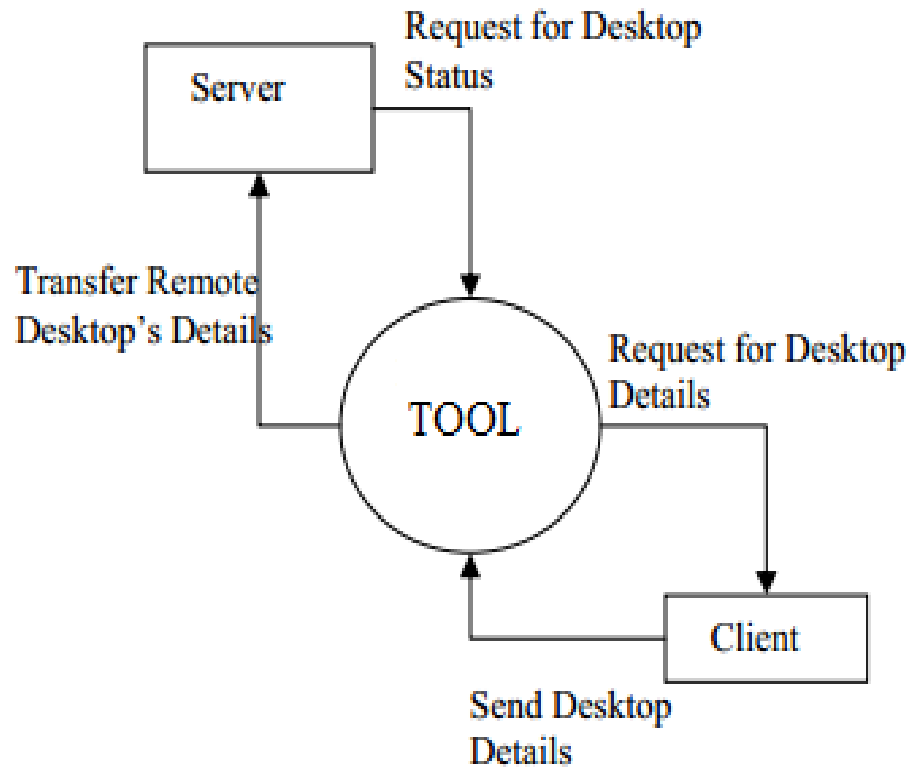 Request for Desktop
Status
Server
Transfer Remote
Desktop’s Details
Request for Desktop
Details
TOOL
Client
Send Desktop
Details